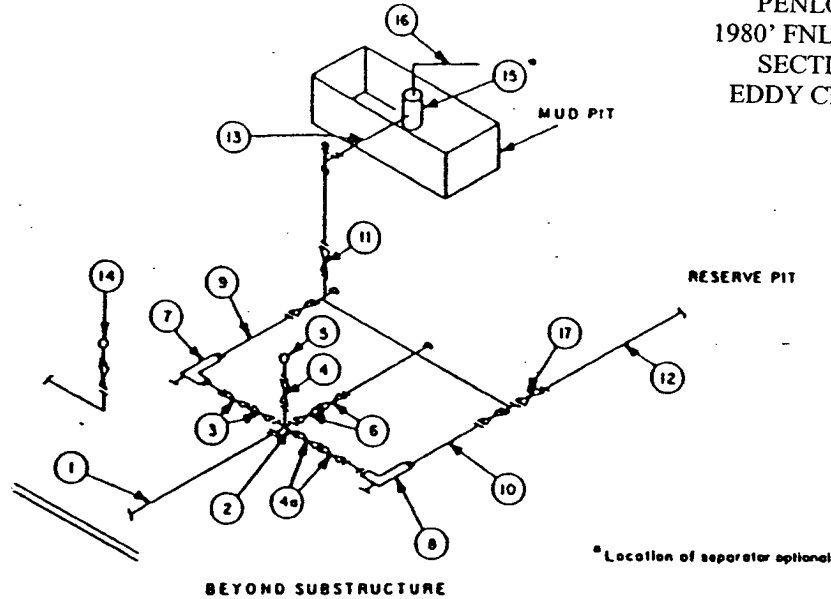 PENLO
1980' FNL
SECTI
EDDY C
16
15
*
MUD PIT
13
11
14
9
RESERVE PIT
7
5
17
4
12
3
6
1
2
4a
10
8
*Location of separator optional
BEYOND SUBSTRUCTURE